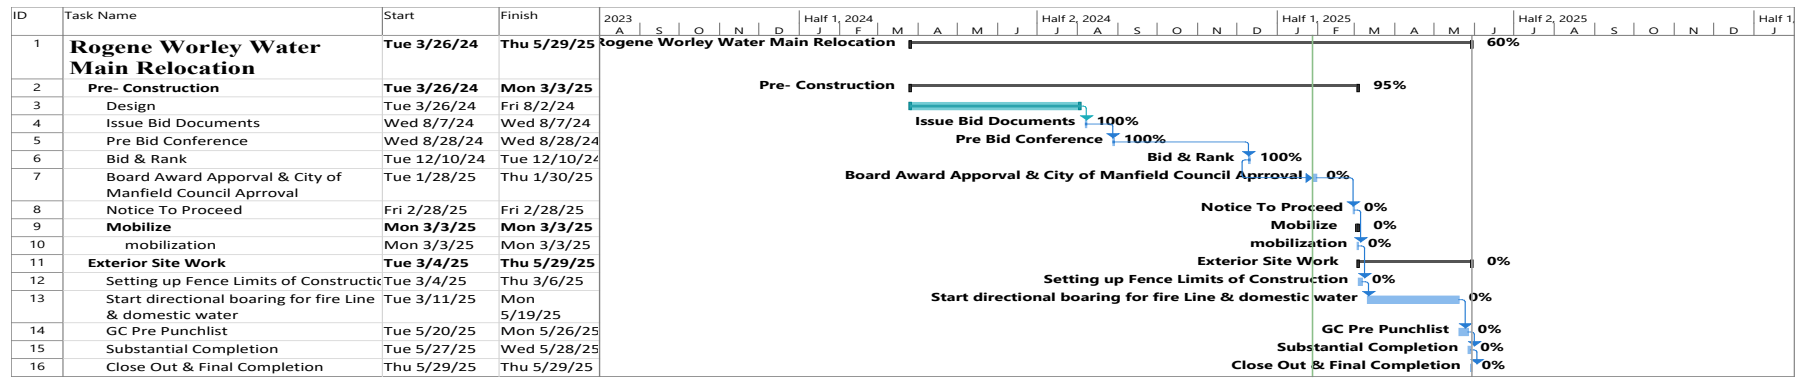 ID Task Name Start Finish 2023 Half 1, 2024 Half 2, 2024 Half 1, 2025 Half 2, 2025 Half 1,
A S O N D J F M A M J J A S O N D J F M A M J J A S O N D J
1 Rogene Worley Water Main Relocation Tue 3/26/24 Thu 5/29/25 Rogene Worley Water Main Relocation 60%
2 Pre- Construction Tue 3/26/24 Mon 3/3/25 Pre- Construction 95%
3 Design Tue 3/26/24 Fri 8/2/24
4 Issue Bid Documents Wed 8/7/24 Wed 8/7/24 Issue Bid Documents 100%
5 Pre Bid Conference Wed 8/28/24 Wed 8/28/24 Pre Bid Conference 100%
6 Bid & Rank Tue 12/10/24 Tue 12/10/24 Bid & Rank 100%
7 Board Award Apporval & City of Manfield Council Aprroval Tue 1/28/25 Thu 1/30/25 Board Award Apporval & City of Manfield Council Aprroval 0%
8 Notice To Proceed Fri 2/28/25 Fri 2/28/25 Notice To Proceed 0%
9 Mobilize Mon 3/3/25 Mon 3/3/25 Mobilize 0%
10 mobilization Mon 3/3/25 Mon 3/3/25 mobilization 0%
11 Exterior Site Work Tue 3/4/25 Thu 5/29/25 Exterior Site Work 0%
12 Setting up Fence Limits of Constructic Tue 3/4/25 Thu 3/6/25 Setting up Fence Limits of Construction 0%
13 Start directional boaring for fire Line & domestic water Tue 3/11/25 Mon 5/19/25 Start directional boaring for fire Line & domestic water 0%
14 GC Pre Punchlist Tue 5/20/25 Mon 5/26/25 GC Pre Punchlist 0%
15 Substantial Completion Tue 5/27/25 Wed 5/28/25 Substantial Completion 0%
16 Close Out & Final Completion Thu 5/29/25 Thu 5/29/25 Close Out & Final Completion 0%